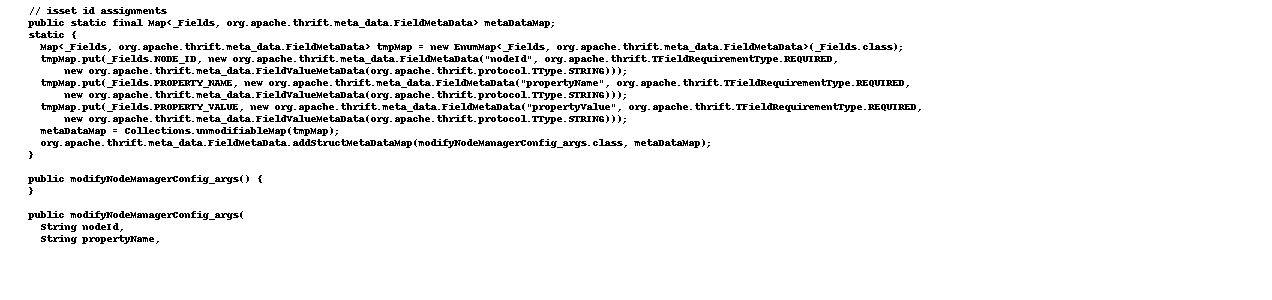 // isset id assignments
public static final Map<_Fields, org.apache.thrift.meta_data.FieldMetaData> metaDataMap;
static {
Map<_Fields, org.apache.thrift.meta_data.FieldMetaData> tmpMap = new EnumMap<_Fields, org.apache.thrift.meta_data.FieldMetaData>(_Fields.class);
tmpMap.put(_Fields.NODE_ID, new org.apache.thrift.meta_data.FieldMetaData("nodeId", org.apache.thrift.TFieldRequirementType.REQUIRED,
new org.apache.thrift.meta_data.FieldValueMetaData(org.apache.thrift.protocol.TType.STRING)));
tmpMap.put(_Fields.PROPERTY_NAME, new org.apache.thrift.meta_data.FieldMetaData("propertyName", org.apache.thrift.TFieldRequirementType.REQUIRED,
new org.apache.thrift.meta_data.FieldValueMetaData(org.apache.thrift.protocol.TType.STRING)));
tmpMap.put(_Fields.PROPERTY_VALUE, new org.apache.thrift.meta_data.FieldMetaData("propertyValue", org.apache.thrift.TFieldRequirementType.REQUIRED,
new org.apache.thrift.meta_data.FieldValueMetaData(org.apache.thrift.protocol.TType.STRING)));
metaDataMap = Collections.unmodifiableMap(tmpMap);
org.apache.thrift.meta_data.FieldMetaData.addStructMetaDataMap(modifyNodeManagerConfig_args.class, metaDataMap);
}
public modifyNodeManagerConfig_args() {
}
public modifyNodeManagerConfig_args(
String nodeId,
String propertyName,